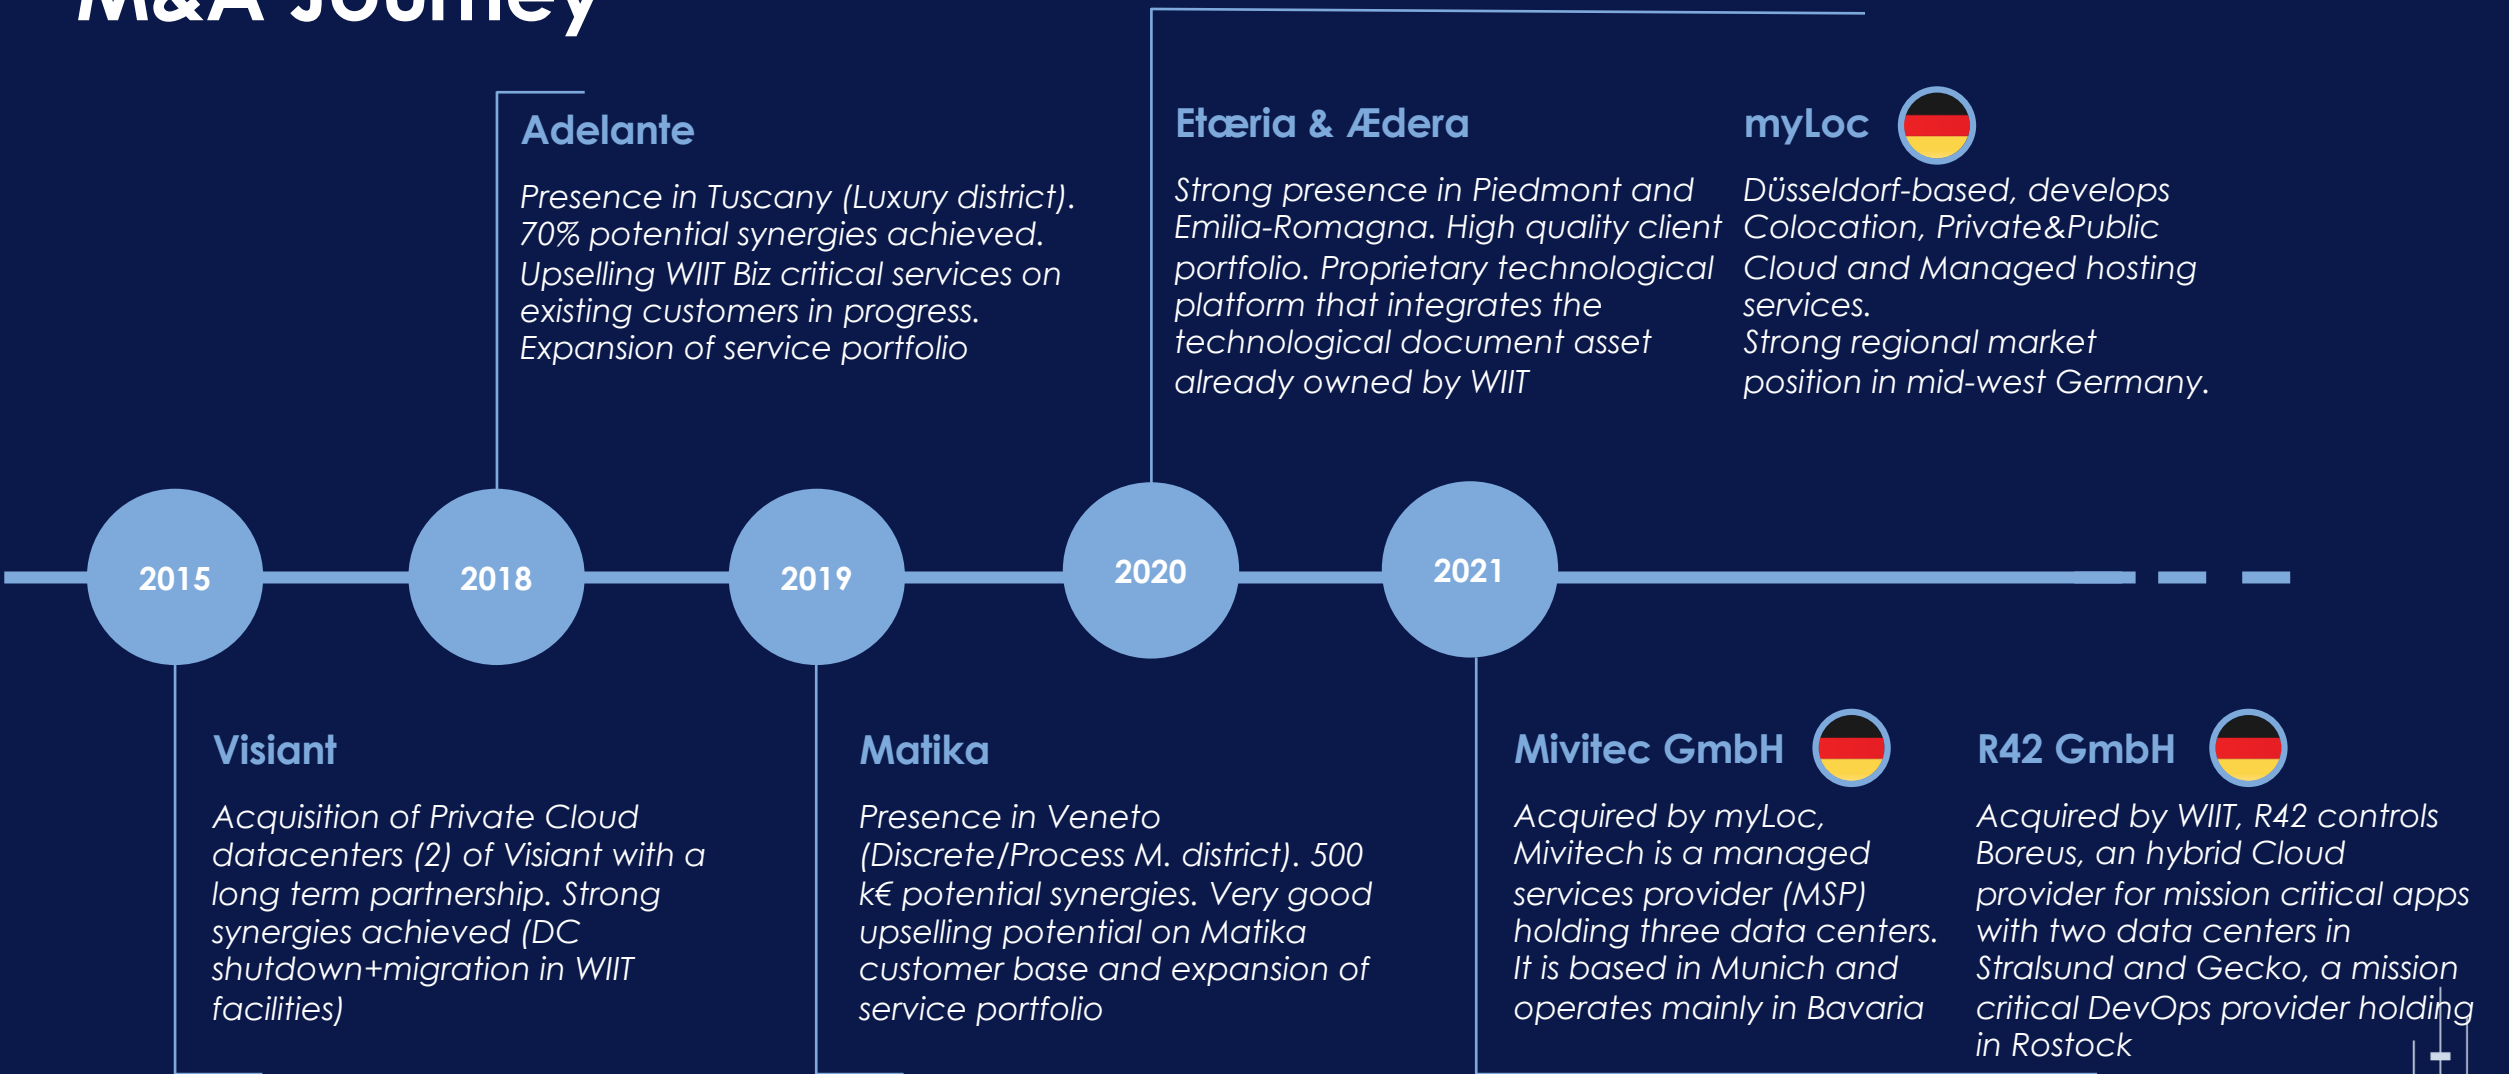 M&A Journey
Adelante
Presence in Tuscany (Luxury district).
70% potential synergies achieved.
Upselling WIIT Biz critical services on
existing customers in progress.
Expansion of service portfolio
Etæria & Ædera
Strong presence in Piedmont and
Emilia-Romagna. High quality client
portfolio. Proprietary technological
platform that integrates the
technological document asset
already owned by WIIT
myLoc
Düsseldorf-based, develops
Colocation, Private&Public
Cloud and Managed hosting
services.
Strong regional market
position in mid-west Germany.
2015
2018
2019
2020
2021
Visiant
Acquisition of Private Cloud
datacenters (2) of Visiant with a
long term partnership. Strong
synergies achieved (DC
shutdown+migration in WIIT
facilities)
Matika
Presence in Veneto
(Discrete/Process M. district). 500
k€ potential synergies. Very good
upselling potential on Matika
customer base and expansion of
service portfolio
Mivitec GmbH
Acquired by myLoc,
Mivitech is a managed
services provider (MSP)
holding three data centers.
It is based in Munich and
operates mainly in Bavaria
R42 GmbH
Acquired by WIIT, R42 controls
Boreus, an hybrid Cloud
provider for mission critical apps
with two data centers in
Stralsund and Gecko, a mission
critical DevOps provider holding
in Rostock